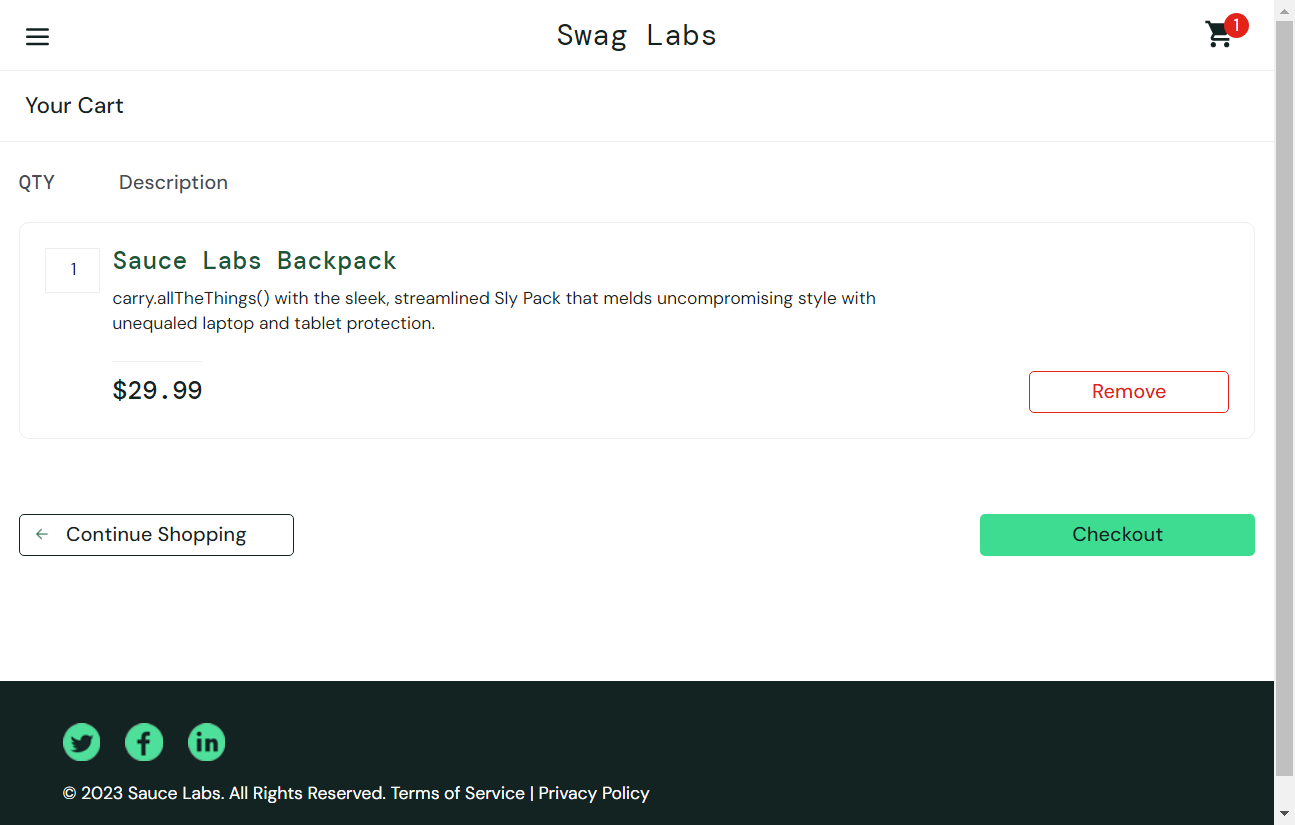 Swag Labs
1
Your Cart
QTY Description
1
Sauce Labs Backpack
carry.allTheThings() with the sleek, streamlined Sly Pack that melds uncompromising style with
unequaled laptop and tablet protection.
$29.99
Remove
Continue Shopping
Checkout
© 2023 Sauce Labs. All Rights Reserved. Terms of Service | Privacy Policy